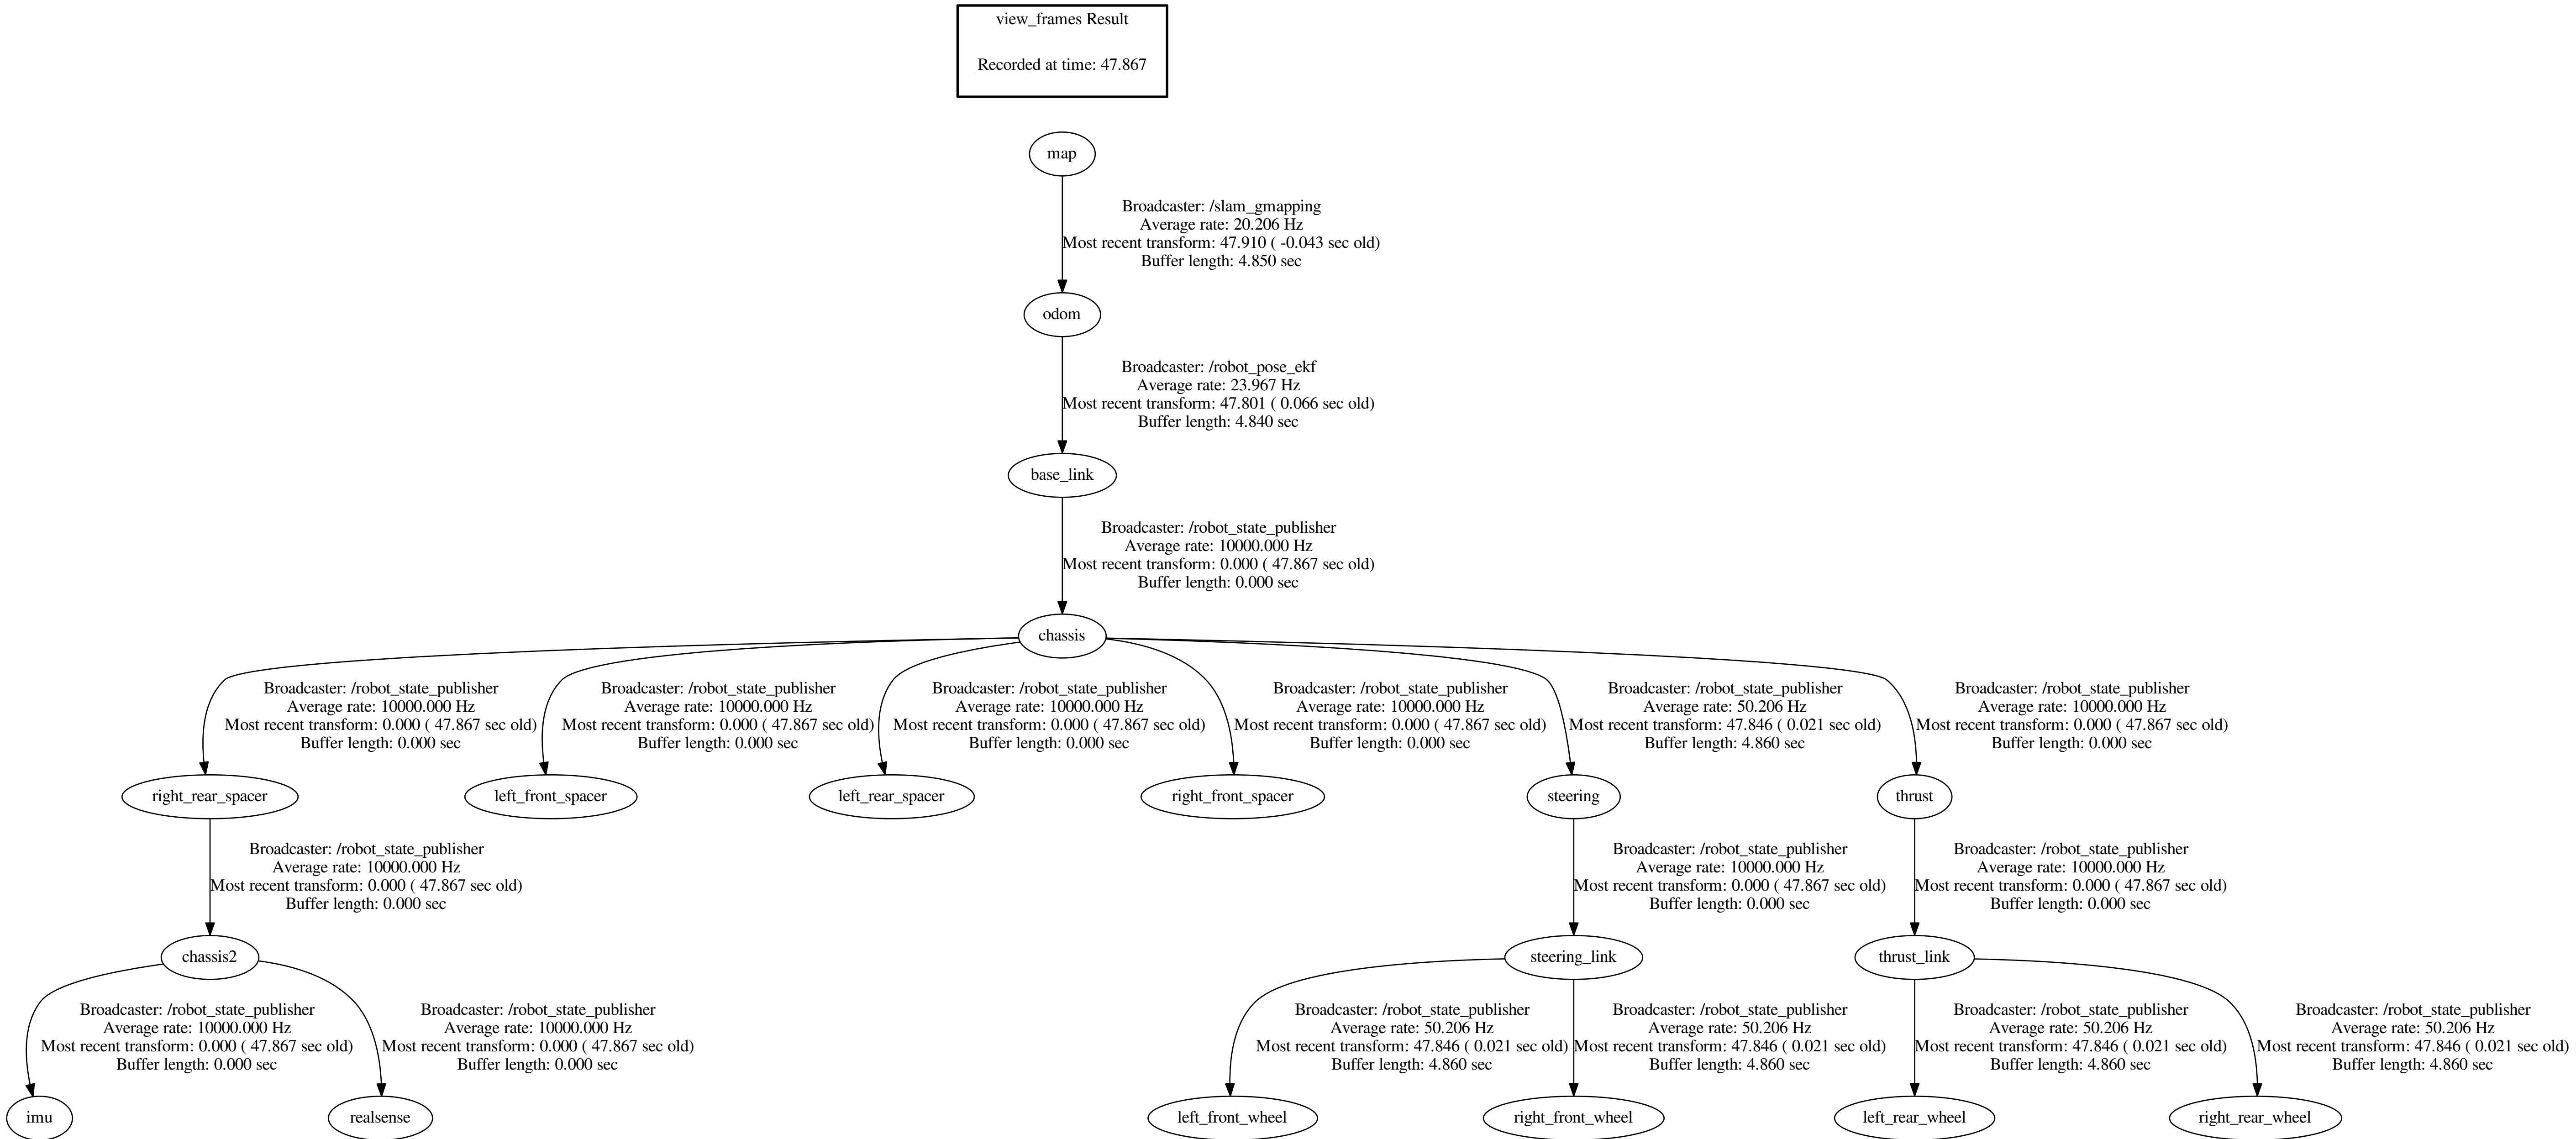 view_frames Result
Recorded at time: 47.867
map
Broadcaster: /slam_gmapping
Average rate: 20.206 Hz
Most recent transform: 47.910 ( -0.043 sec old)
Buffer length: 4.850 sec
odom
Broadcaster: /robot_pose_ekf
Average rate: 23.967 Hz
Most recent transform: 47.801 ( 0.066 sec old)
Buffer length: 4.840 sec
base_link
Broadcaster: /robot_state_publisher
Average rate: 10000.000 Hz
Most recent transform: 0.000 ( 47.867 sec old)
Buffer length: 0.000 sec
chassis
Broadcaster: /robot_state_publisher
Average rate: 10000.000 Hz
Most recent transform: 0.000 ( 47.867 sec old)
Buffer length: 0.000 sec
Broadcaster: /robot_state_publisher
Average rate: 10000.000 Hz
Most recent transform: 0.000 ( 47.867 sec old)
Buffer length: 0.000 sec
Broadcaster: /robot_state_publisher
Average rate: 10000.000 Hz
Most recent transform: 0.000 ( 47.867 sec old)
Buffer length: 0.000 sec
Broadcaster: /robot_state_publisher
Average rate: 10000.000 Hz
Most recent transform: 0.000 ( 47.867 sec old)
Buffer length: 0.000 sec
Broadcaster: /robot_state_publisher
Average rate: 50.206 Hz
Most recent transform: 47.846 ( 0.021 sec old)
Buffer length: 4.860 sec
Broadcaster: /robot_state_publisher
Average rate: 10000.000 Hz
Most recent transform: 0.000 ( 47.867 sec old)
Buffer length: 0.000 sec
right_rear_spacer
left_front_spacer
left_rear_spacer
right_front_spacer
steering
thrust
Broadcaster: /robot_state_publisher
Average rate: 10000.000 Hz
Most recent transform: 0.000 ( 47.867 sec old)
Buffer length: 0.000 sec
Broadcaster: /robot_state_publisher
Average rate: 10000.000 Hz
Most recent transform: 0.000 ( 47.867 sec old)
Buffer length: 0.000 sec
Broadcaster: /robot_state_publisher
Average rate: 10000.000 Hz
Most recent transform: 0.000 ( 47.867 sec old)
Buffer length: 0.000 sec
chassis2
steering_link
thrust_link
Broadcaster: /robot_state_publisher
Average rate: 10000.000 Hz
Most recent transform: 0.000 ( 47.867 sec old)
Buffer length: 0.000 sec
Broadcaster: /robot_state_publisher
Average rate: 10000.000 Hz
Most recent transform: 0.000 ( 47.867 sec old)
Buffer length: 0.000 sec
Broadcaster: /robot_state_publisher
Average rate: 50.206 Hz
Most recent transform: 47.846 ( 0.021 sec old)
Buffer length: 4.860 sec
Broadcaster: /robot_state_publisher
Average rate: 50.206 Hz
Most recent transform: 47.846 ( 0.021 sec old)
Buffer length: 4.860 sec
Broadcaster: /robot_state_publisher
Average rate: 50.206 Hz
Most recent transform: 47.846 ( 0.021 sec old)
Buffer length: 4.860 sec
Broadcaster: /robot_state_publisher
Average rate: 50.206 Hz
Most recent transform: 47.846 ( 0.021 sec old)
Buffer length: 4.860 sec
imu
realsense
left_front_wheel
right_front_wheel
left_rear_wheel
right_rear_wheel